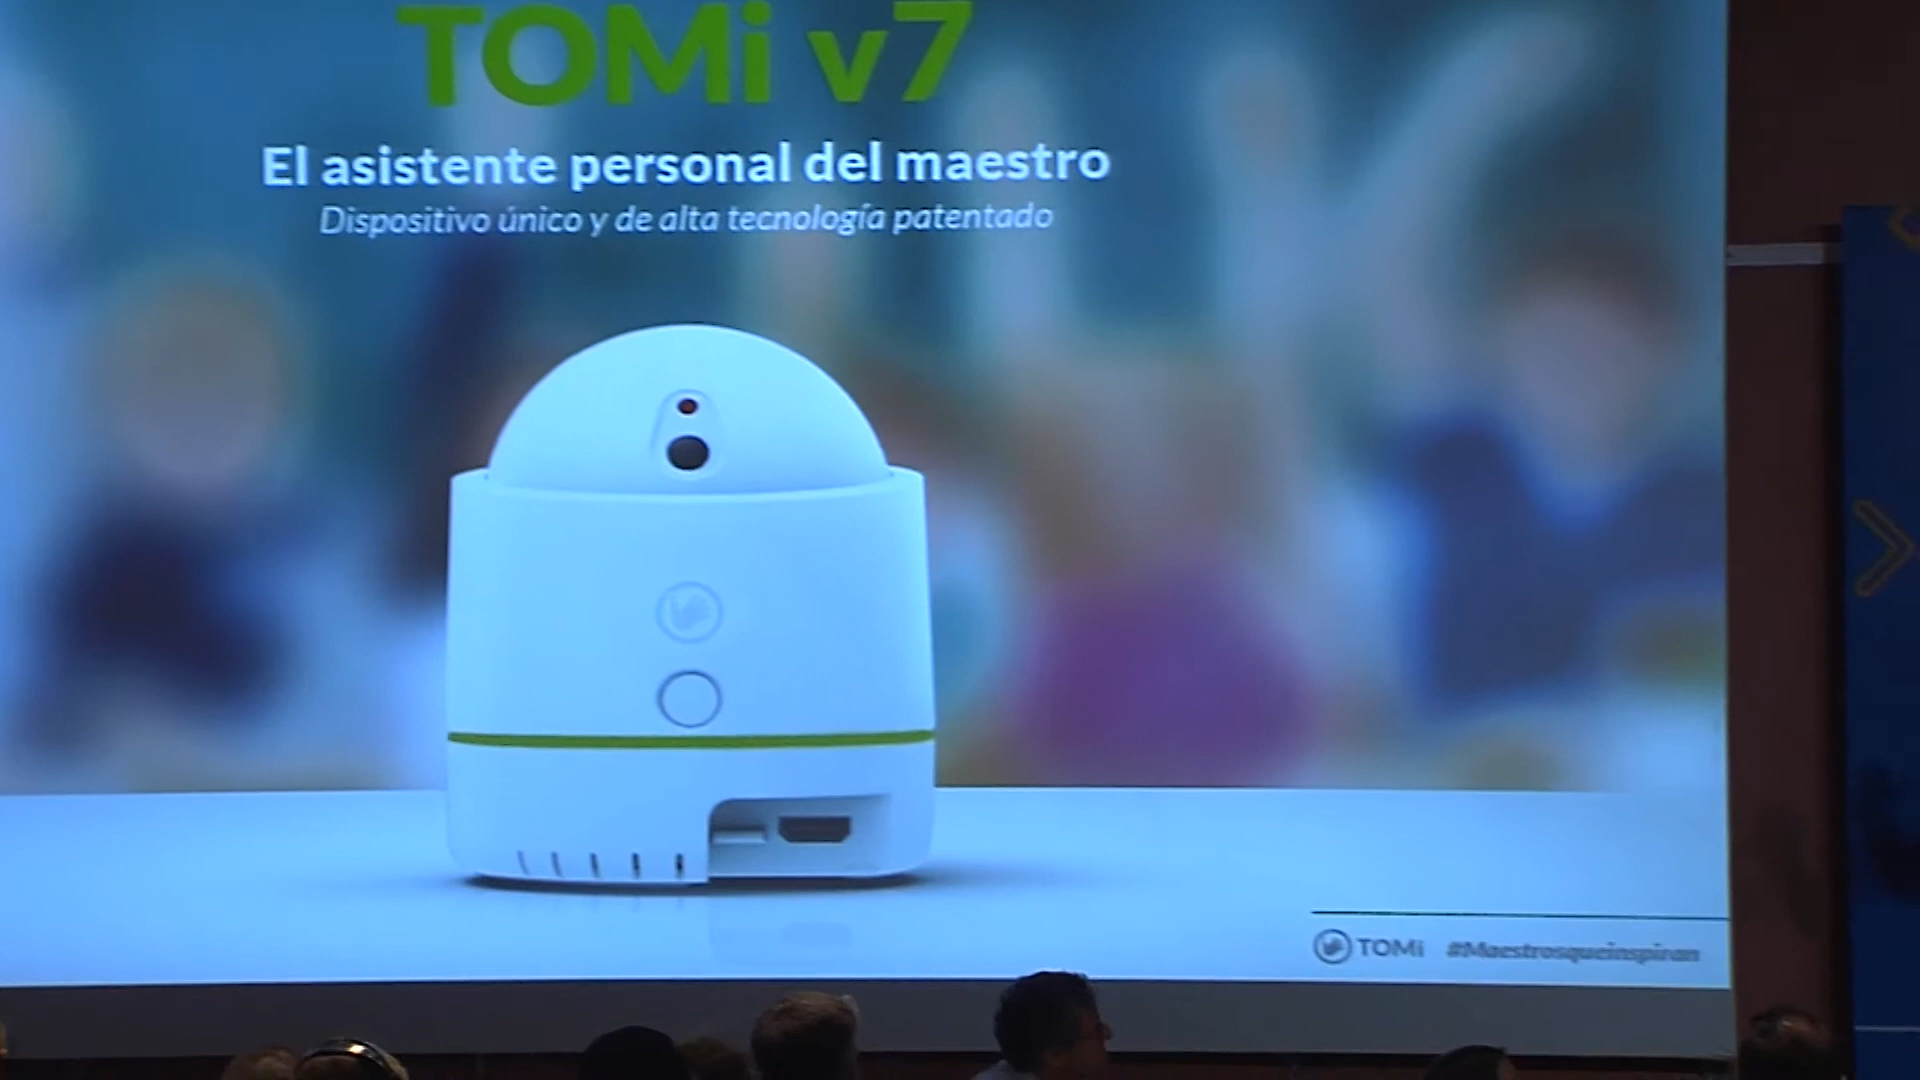 TOMi v7
El asistente personal del maestro
Dispositivo único y de alta tecnología patentado
TOMi #Maestrosqueinspiran